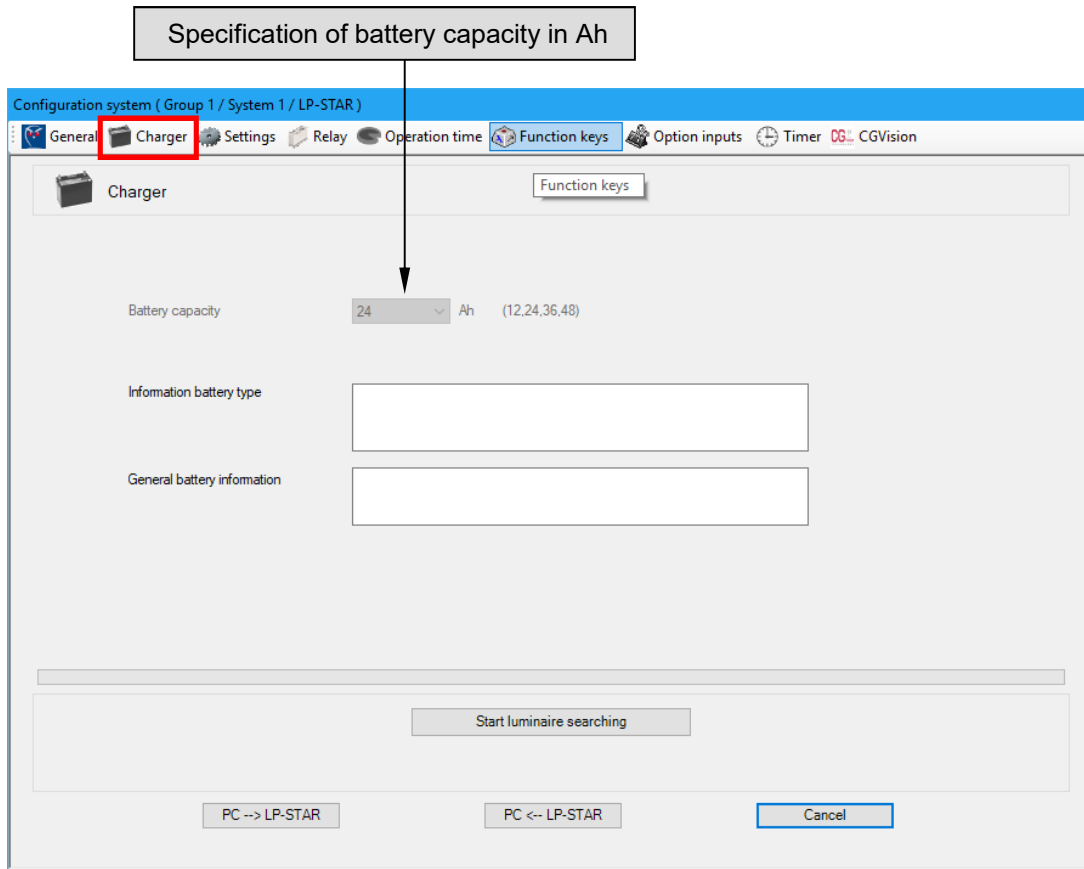 Specification of battery capacity in Ah
Configuration system ( Group 1 / System 1 / LP-STAR )
General Charger Settings Relay Operation time Function keys Option inputs Timer CGVision
Charger
Function keys
Battery capacity 24 Ah (12,24,36,48)
Information battery type
General battery information
Start luminaire searching
PC --> LP-STAR PC <-- LP-STAR Cancel